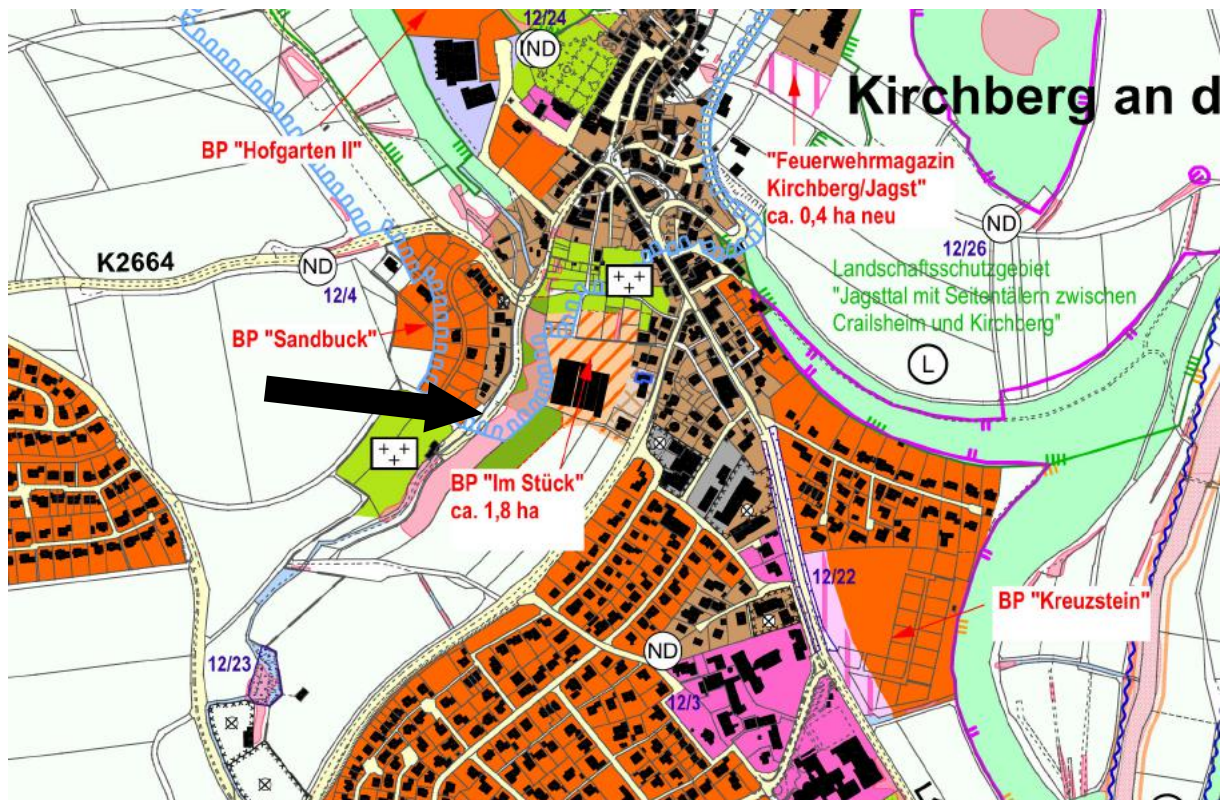 12/24
ND
Kirchberg an d
BP "Hofgarten II"
"Feuerwehrmagazin
Kirchberg/Jagst"
ca. 0,4 ha neu
ND
12/26
K2664
ND
12/4
Landschaftsschutzgebiet
"Jagsttal mit Seitentälern zwischen
Crailsheim und Kirchberg"
BP "Sandbuck"
L
BP "Im Stück"
ca. 1,8 ha
12/22
BP "Kreuzstein"
12/23
ND
12/3